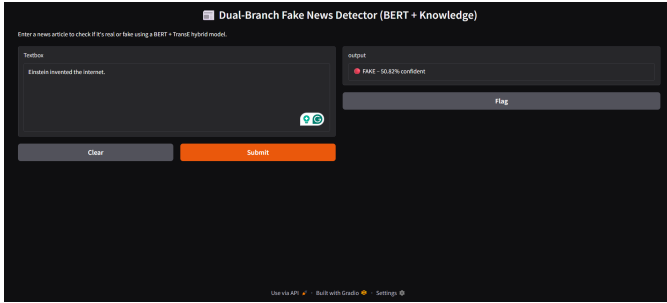 Dual-Branch Fake News Detector (BERT + Knowledge)
Enter a news article to check if it's real or fake using a BERT + TransE hybrid model.
Textbox
Einstein invented the internet.
Clear
Submit
output
FAKE – 50.82% confident
Flag
Use via API · Built with Gradio · Settings